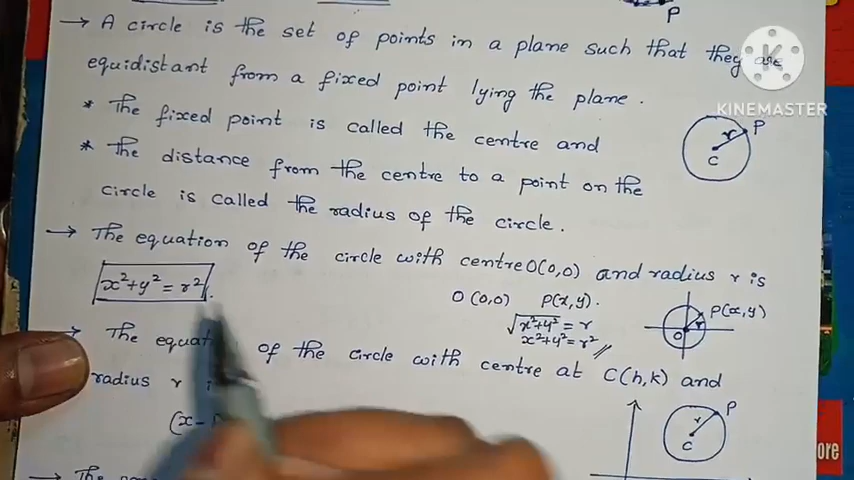 P
→ A circle is the set of points in a plane such that they are
equidistant from a fixed point lying the plane.
K
KINEMASTER
* The fixed point is called the centre and
r P
C
* The distance from the centre to a point on the
circle is called the radius of the circle.
→ The equation of the circle with centre O(0,0) and radius r is
x²+y²=r².
O (0,0) P(x,y).
√x²+y² = r
x²+y²=r²
P(x,y)
r
O
→ The equat of the circle with centre at C(h,k) and
radius r
(x-
P
r
C
→ The
ore